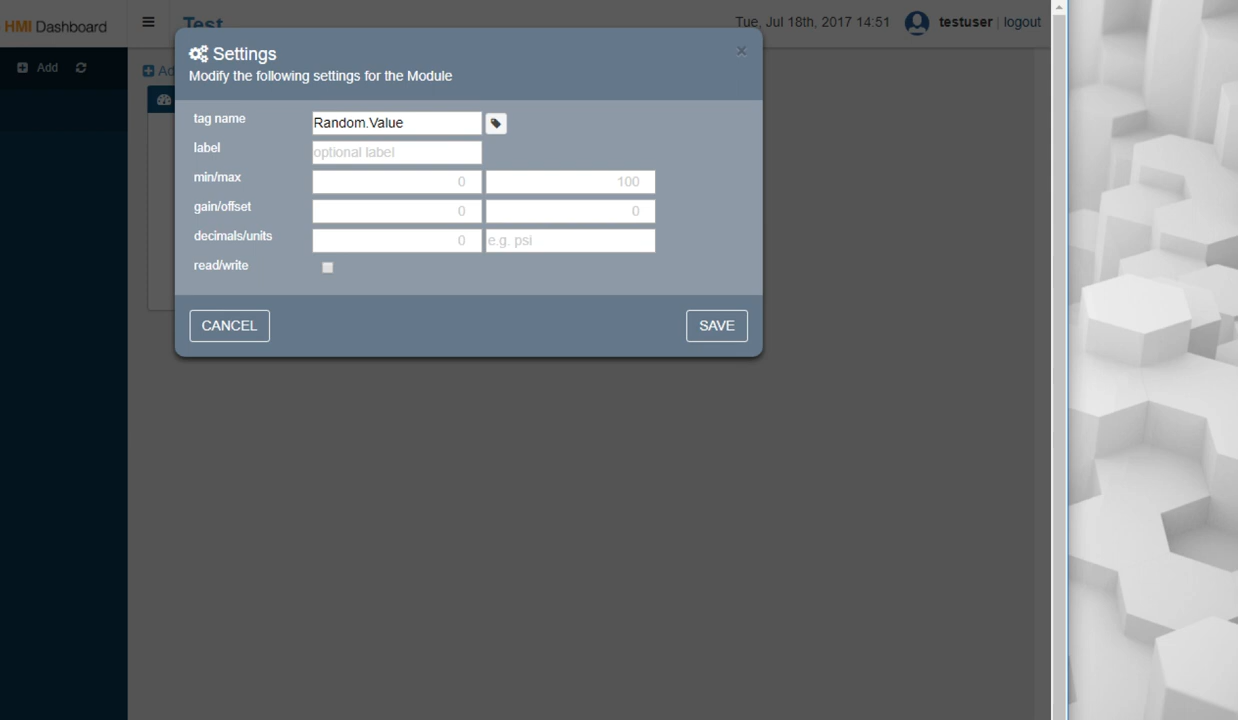 HMI Dashboard
Test
Tue, Jul 18th, 2017 14:51
testuser | logout
Add
Ad
Settings
×
Modify the following settings for the Module
tag name Random.Value
label optional label
min/max 0 100
gain/offset 0 0
decimals/units 0 e.g. psi
read/write
CANCEL SAVE